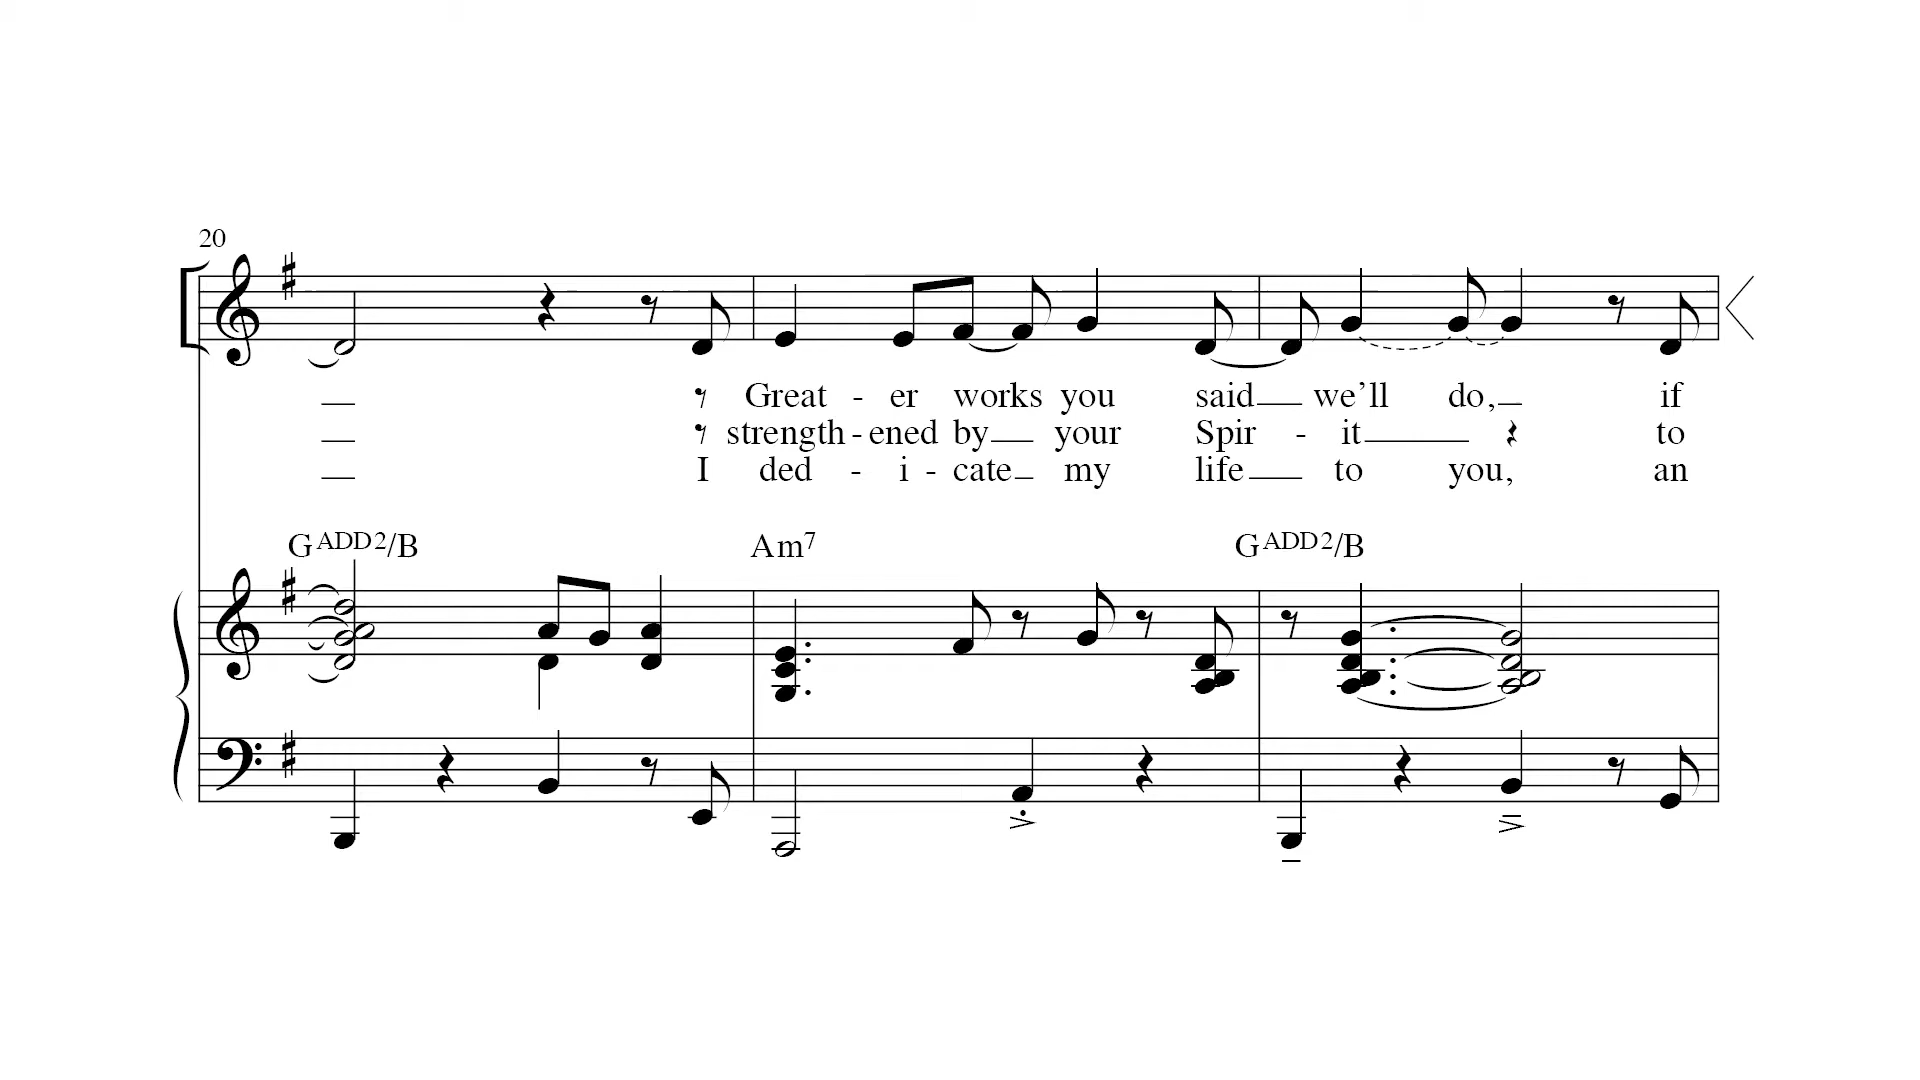 20
Great - er works you said we'll do, if
strength - ened by your Spir - it to
I ded - i - cate my life to you, an
GADD2/B Am7 GADD2/B